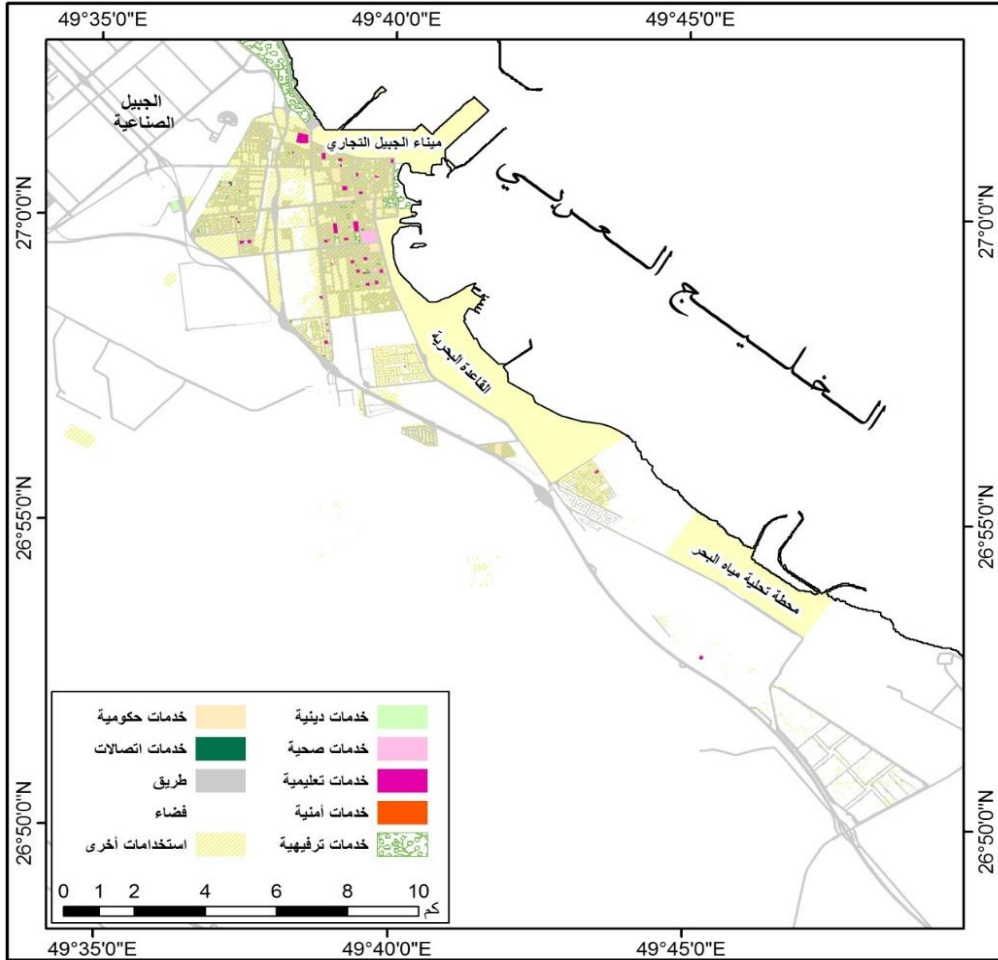 49°35'0"E 49°40'0"E 49°45'0"E
الجبيل
الصناعية
ميناء الجبيل التجاري
27°0'0"N
27°0'0"N
الخليج العربي
القاعدة البحرية
26°55'0"N
26°55'0"N
محطة تحلية مياه البحر
خدمات دينية
خدمات حكومية
خدمات صحية
خدمات اتصالات
خدمات تعليمية
طريق
خدمات أمنية
فضاء
خدمات ترفيهية
استخدامات أخرى
0 1 2 4 6 8 10
كم
26°50'0"N
26°50'0"N
49°35'0"E 49°40'0"E 49°45'0"E